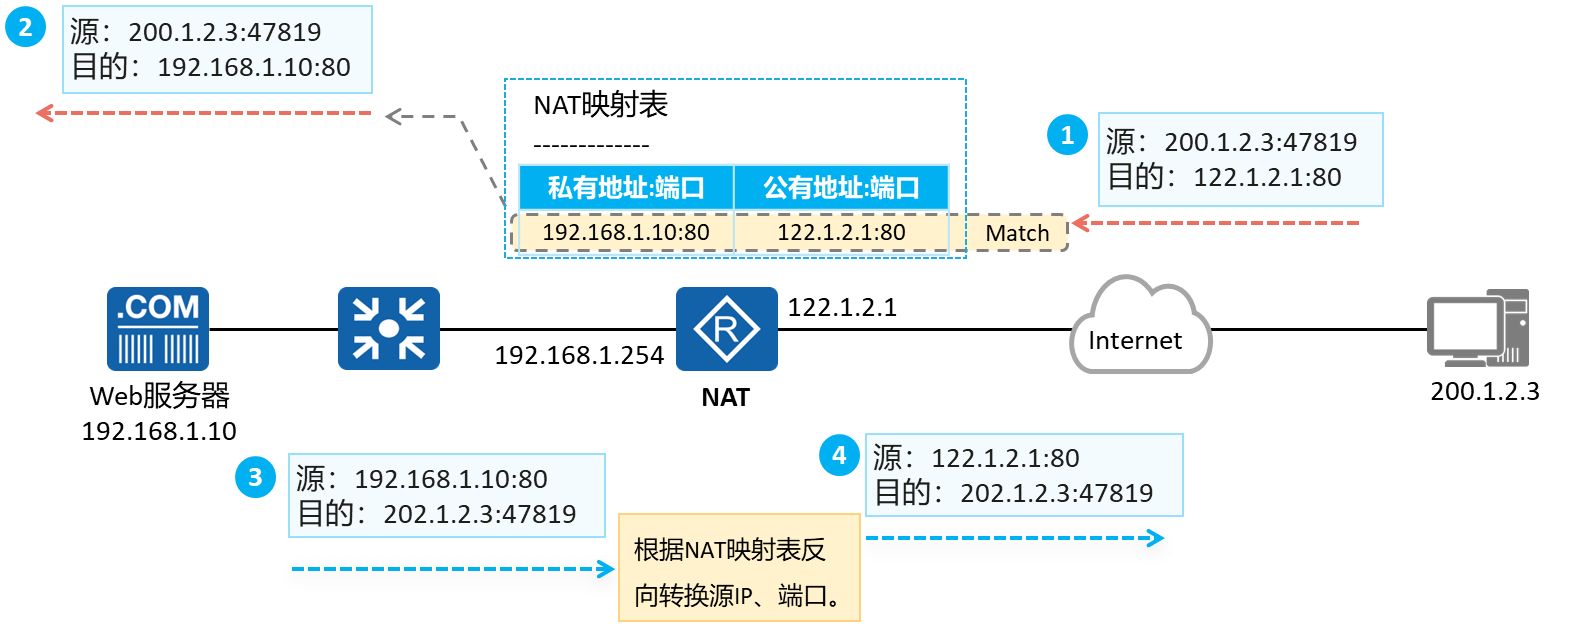 2
源：200.1.2.3:47819
目的：192.168.1.10:80
NAT映射表
-------------
私有地址:端口 公有地址:端口
192.168.1.10:80 122.1.2.1:80 Match
1
源：200.1.2.3:47819
目的：122.1.2.1:80
.COM
Web服务器
192.168.1.10
192.168.1.254
R
NAT
122.1.2.1
Internet
200.1.2.3
3
源：192.168.1.10:80
目的：202.1.2.3:47819
根据NAT映射表反
向转换源IP、端口。
4
源：122.1.2.1:80
目的：202.1.2.3:47819